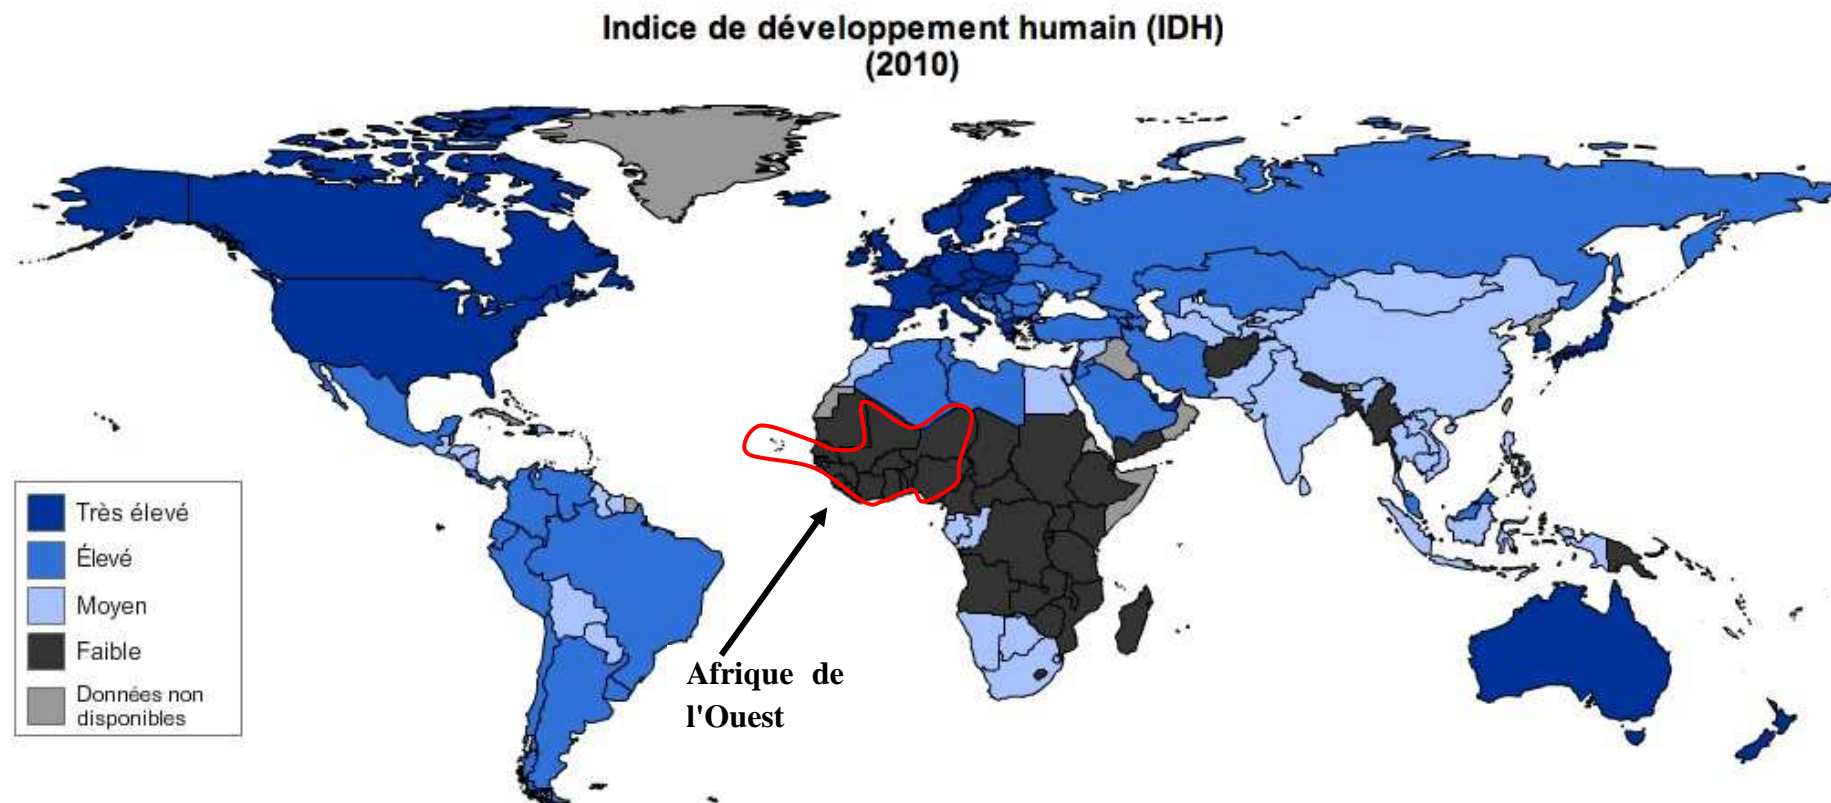 Indice de développement humain (IDH)
(2010)
Très élevé
Élevé
Moyen
Faible
Données non
disponibles
Afrique de
l'Ouest